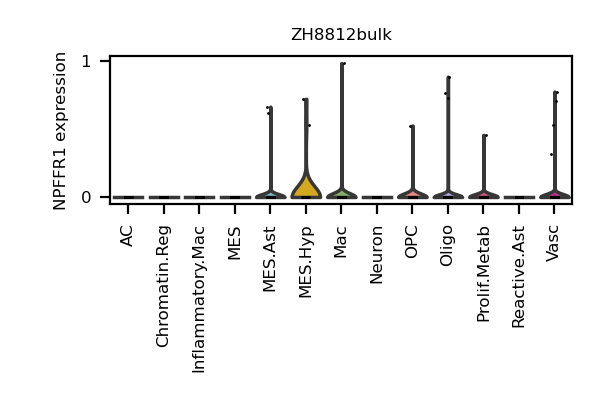 ZH8812bulk
NPFFR1 expression
1
0
AC
Chromatin.Reg
Inflammatory.Mac
MES
MES.Ast
MES.Hyp
Mac
Neuron
OPC
Oligo
Prolif.Metab
Reactive.Ast
Vasc